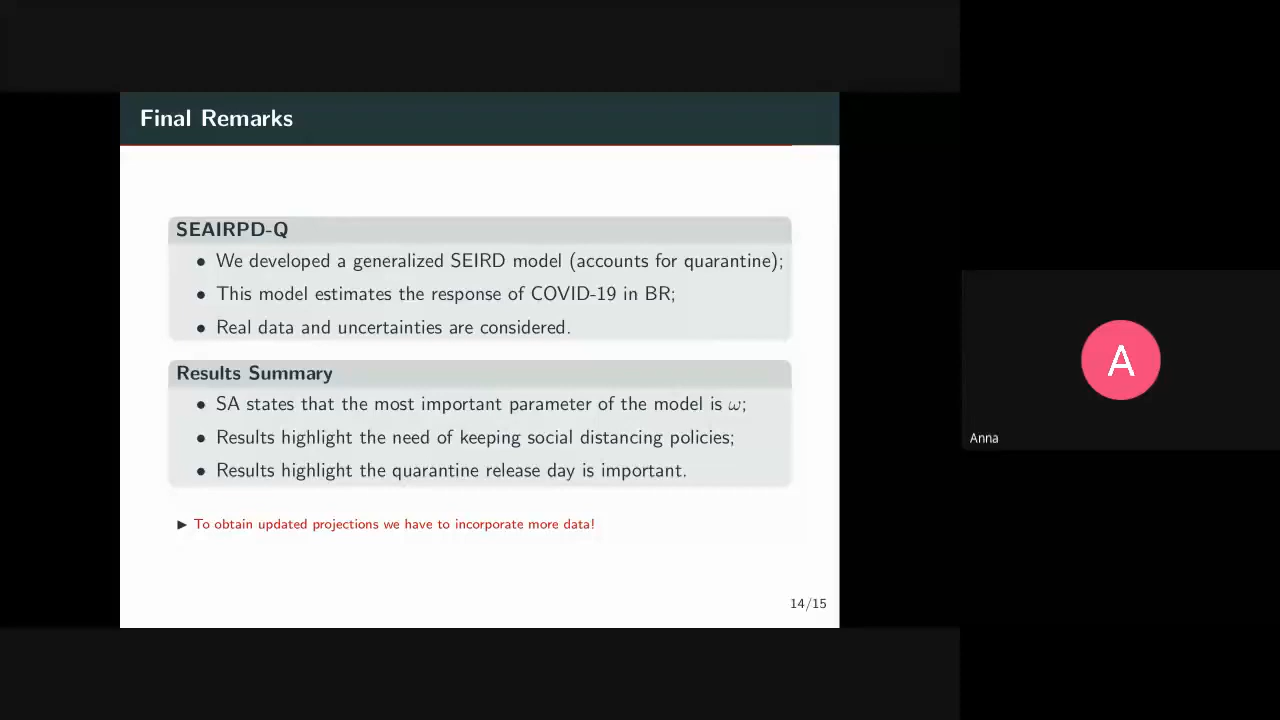 Final Remarks
SEAIRPD-Q
• We developed a generalized SEIRD model (accounts for quarantine);
• This model estimates the response of COVID-19 in BR;
• Real data and uncertainties are considered.
Results Summary
• SA states that the most important parameter of the model is ω;
• Results highlight the need of keeping social distancing policies;
• Results highlight the quarantine release day is important.
▶ To obtain updated projections we have to incorporate more data!
14/15
A
Anna